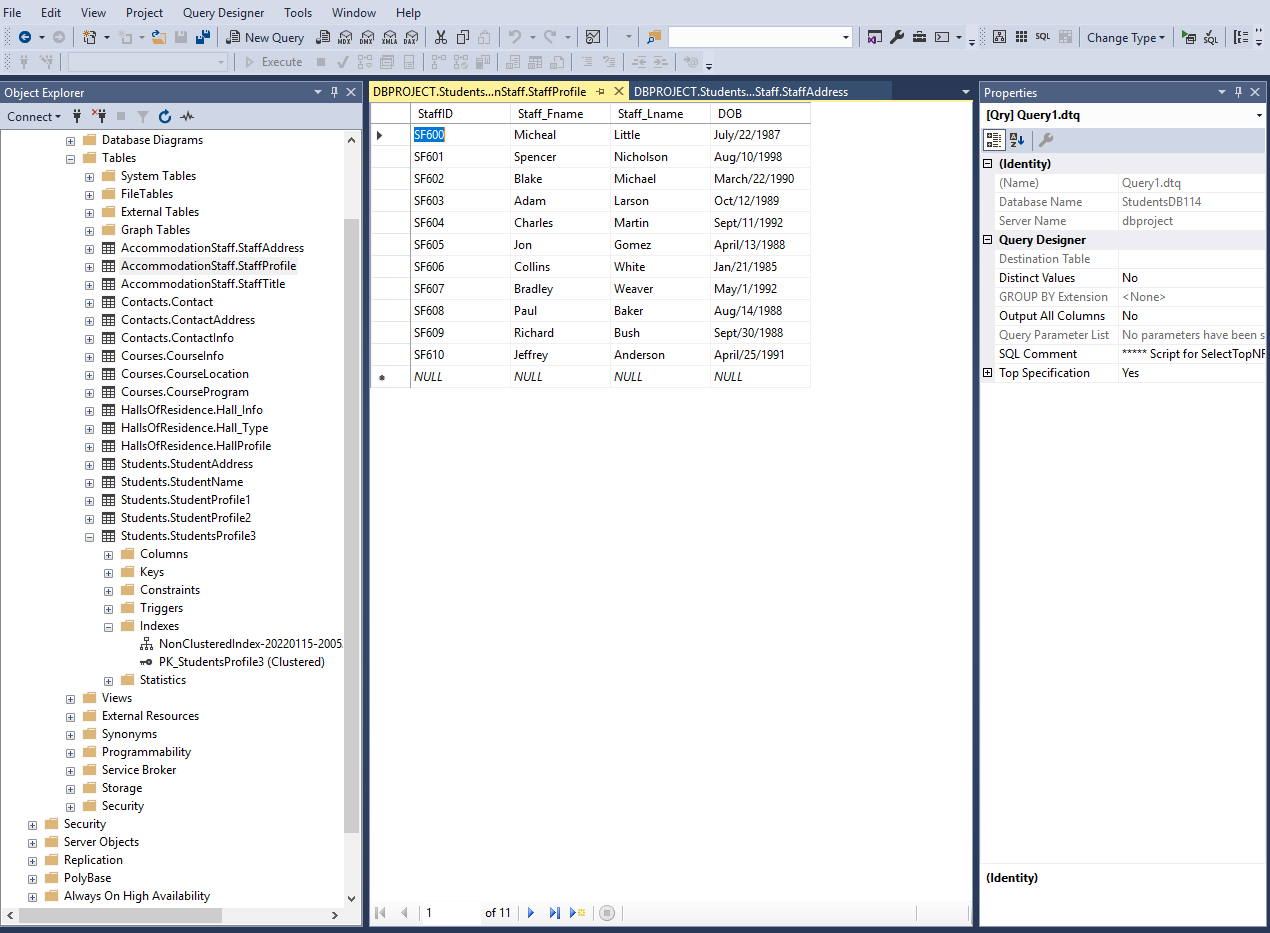 File Edit View Project Query Designer Tools Window Help
New Query MDX DMX XMLA DAX SQL Change Type SQL
Execute
Object Explorer
Connect
Database Diagrams
Tables
System Tables
FileTables
External Tables
Graph Tables
AccommodationStaff.StaffAddress
AccommodationStaff.StaffProfile
AccommodationStaff.StaffTitle
Contacts.Contact
Contacts.ContactAddress
Contacts.ContactInfo
Courses.CourseInfo
Courses.CourseLocation
Courses.CourseProgram
HallsOfResidence.Hall_Info
HallsOfResidence.Hall_Type
HallsOfResidence.HallProfile
Students.StudentAddress
Students.StudentName
Students.StudentProfile1
Students.StudentProfile2
Students.StudentsProfile3
Columns
Keys
Constraints
Triggers
Indexes
NonClusteredIndex-20220115-2005
PK_StudentsProfile3 (Clustered)
Statistics
Views
External Resources
Synonyms
Programmability
Service Broker
Storage
Security
Security
Server Objects
Replication
PolyBase
Always On High Availability
DBPROJECT.Students...nStaff.StaffProfile DBPROJECT.Students...Staff.StaffAddress
StaffID Staff_Fname Staff_Lname DOB
SF600 Micheal Little July/22/1987
SF601 Spencer Nicholson Aug/10/1998
SF602 Blake Michael March/22/1990
SF603 Adam Larson Oct/12/1989
SF604 Charles Martin Sept/11/1992
SF605 Jon Gomez April/13/1988
SF606 Collins White Jan/21/1985
SF607 Bradley Weaver May/1/1992
SF608 Paul Baker Aug/14/1988
SF609 Richard Bush Sept/30/1988
SF610 Jeffrey Anderson April/25/1991
NULL NULL NULL NULL
1 of 11
Properties
[Qry] Query1.dtq
(Identity)
(Name) Query1.dtq
Database Name StudentsDB114
Server Name dbproject
Query Designer
Destination Table
Distinct Values No
GROUP BY Extension <None>
Output All Columns No
Query Parameter List No parameters have been s
SQL Comment ***** Script for SelectTopNR
Top Specification Yes
(Identity)